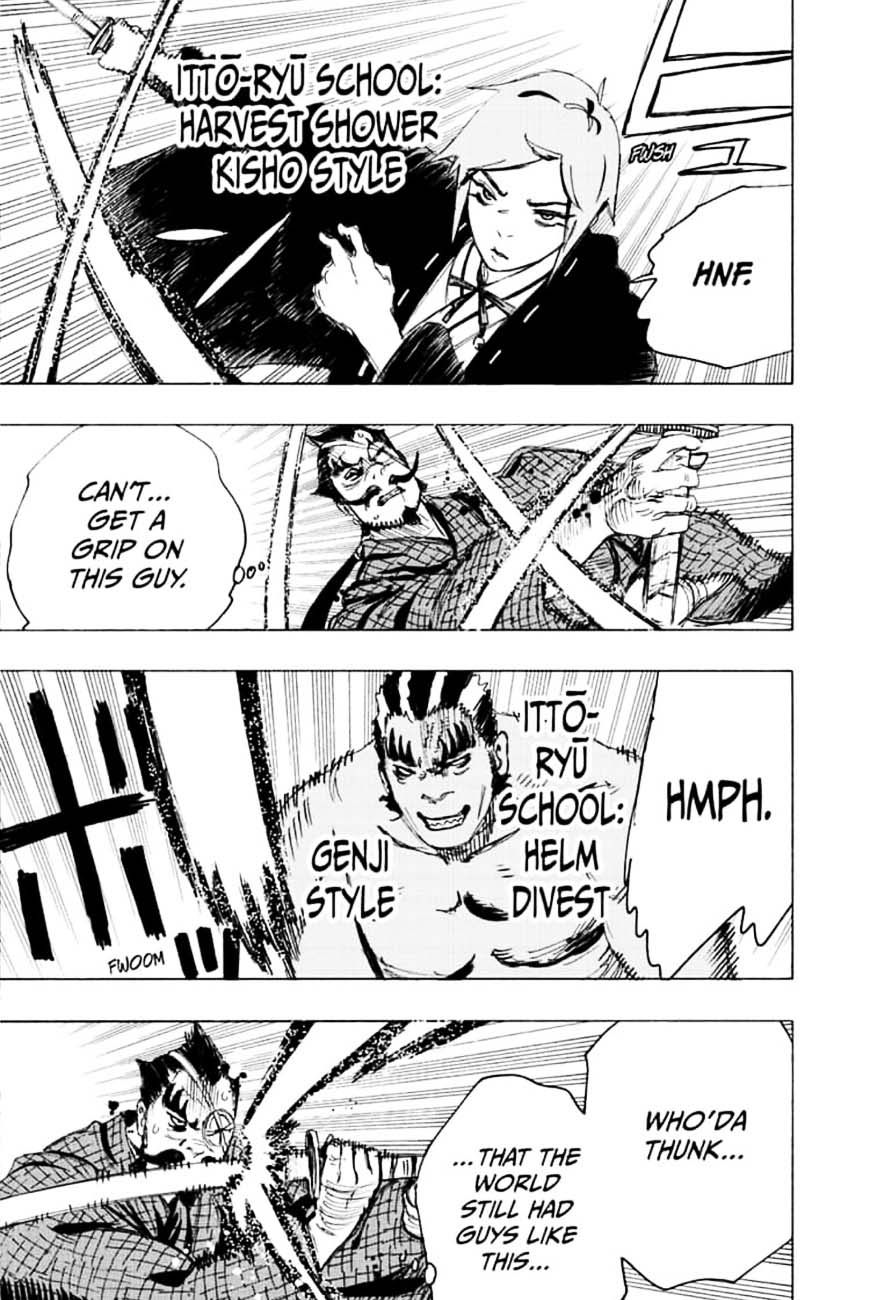 FWSH
ユ
HNF.
ITTŌ-RYŪ SCHOOL:
HARVEST SHOWER
KISHO STYLE
CAN'T...
GET A
GRIP ON
THIS GUY.
HMPH.
ITTŌ-
RYŪ
SCHOOL:
HELM
DIVEST
GENJI
STYLE
FWOOM
WHO'DA
THUNK...
...THAT THE
WORLD
STILL HAD
GUYS LIKE
THIS...